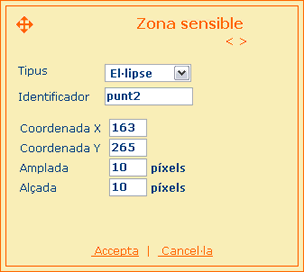 Zona sensible
< >
Tipus El·lipse
Identificador punt2
Coordenada X 163
Coordenada Y 265
Amplada 10 píxels
Alçada 10 píxels
Accepta | Cancel·la